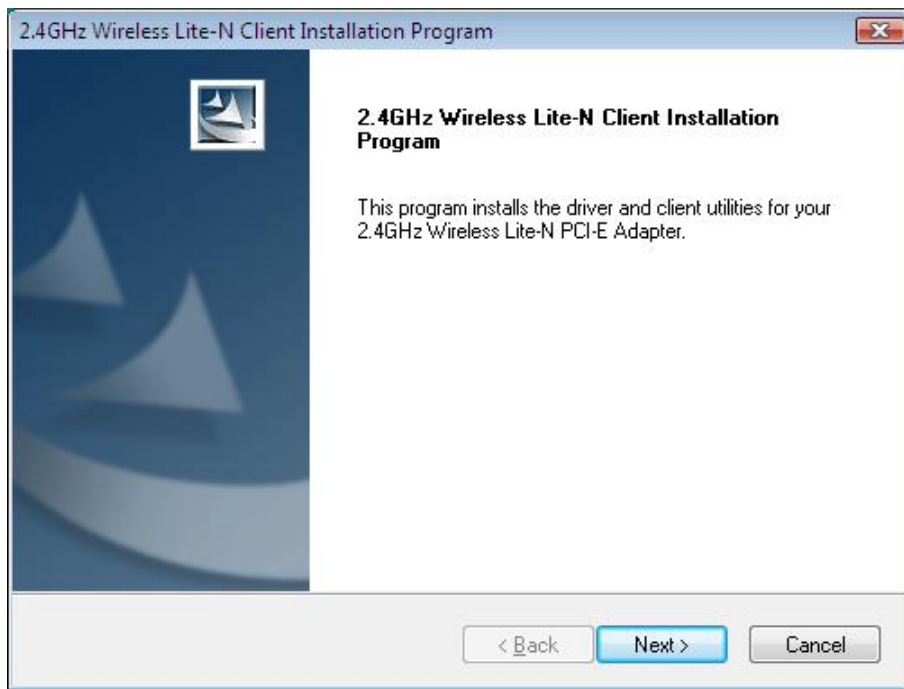 2.4GHz Wireless Lite-N Client Installation Program
2.4GHz Wireless Lite-N Client Installation
Program
This program installs the driver and client utilities for your
2.4GHz Wireless Lite-N PCI-E Adapter.
< Back
Next >
Cancel